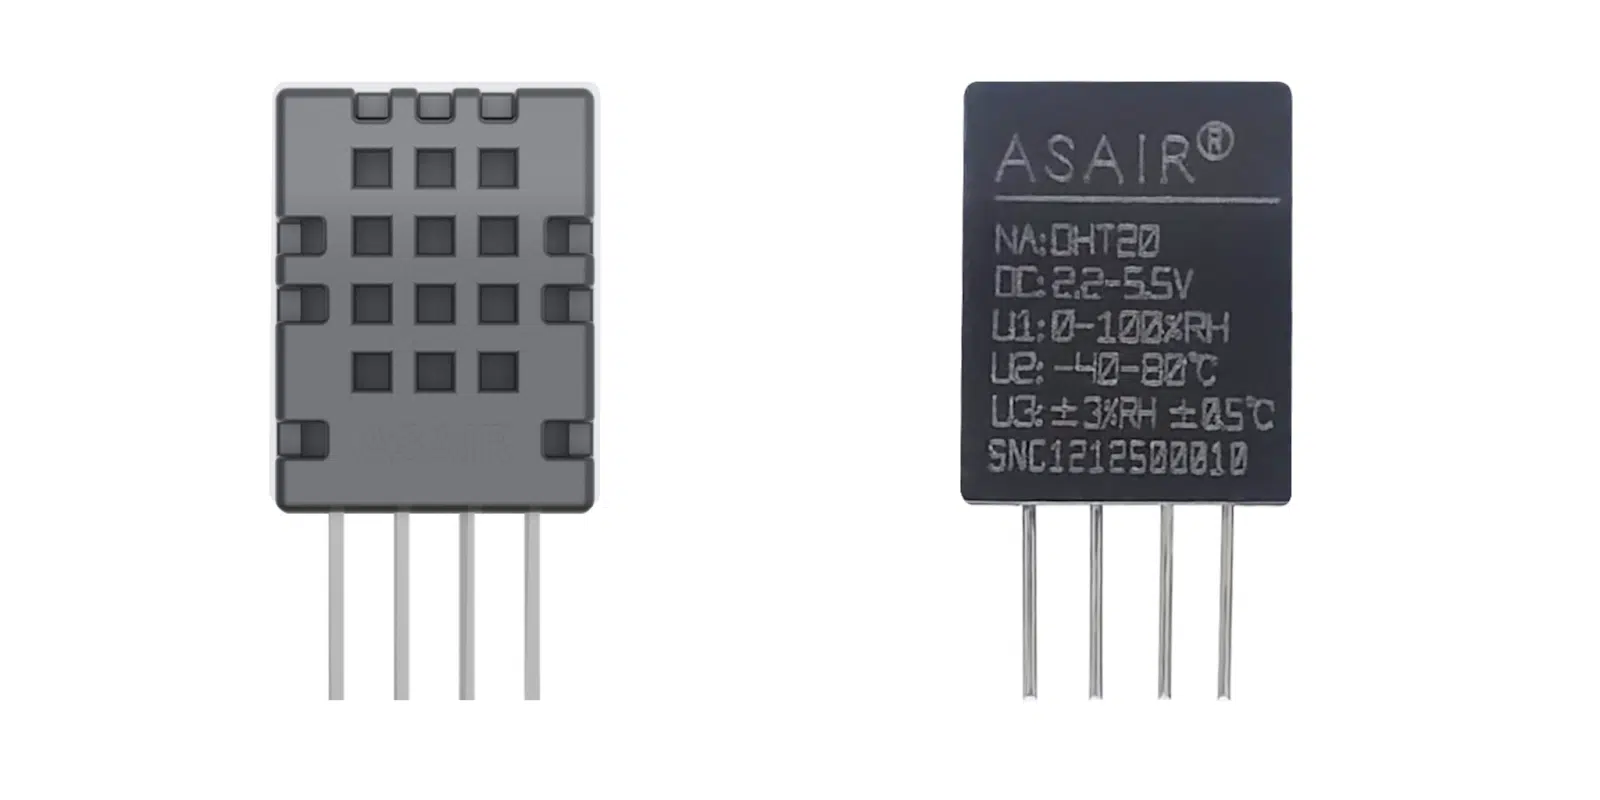 ASAIR
ASAIR®
NA:DHT20
DC:2.2-5.5V
U1:0-100%RH
U2:-40-80℃
U3:±3%RH ±0.5℃
SNC1212500010